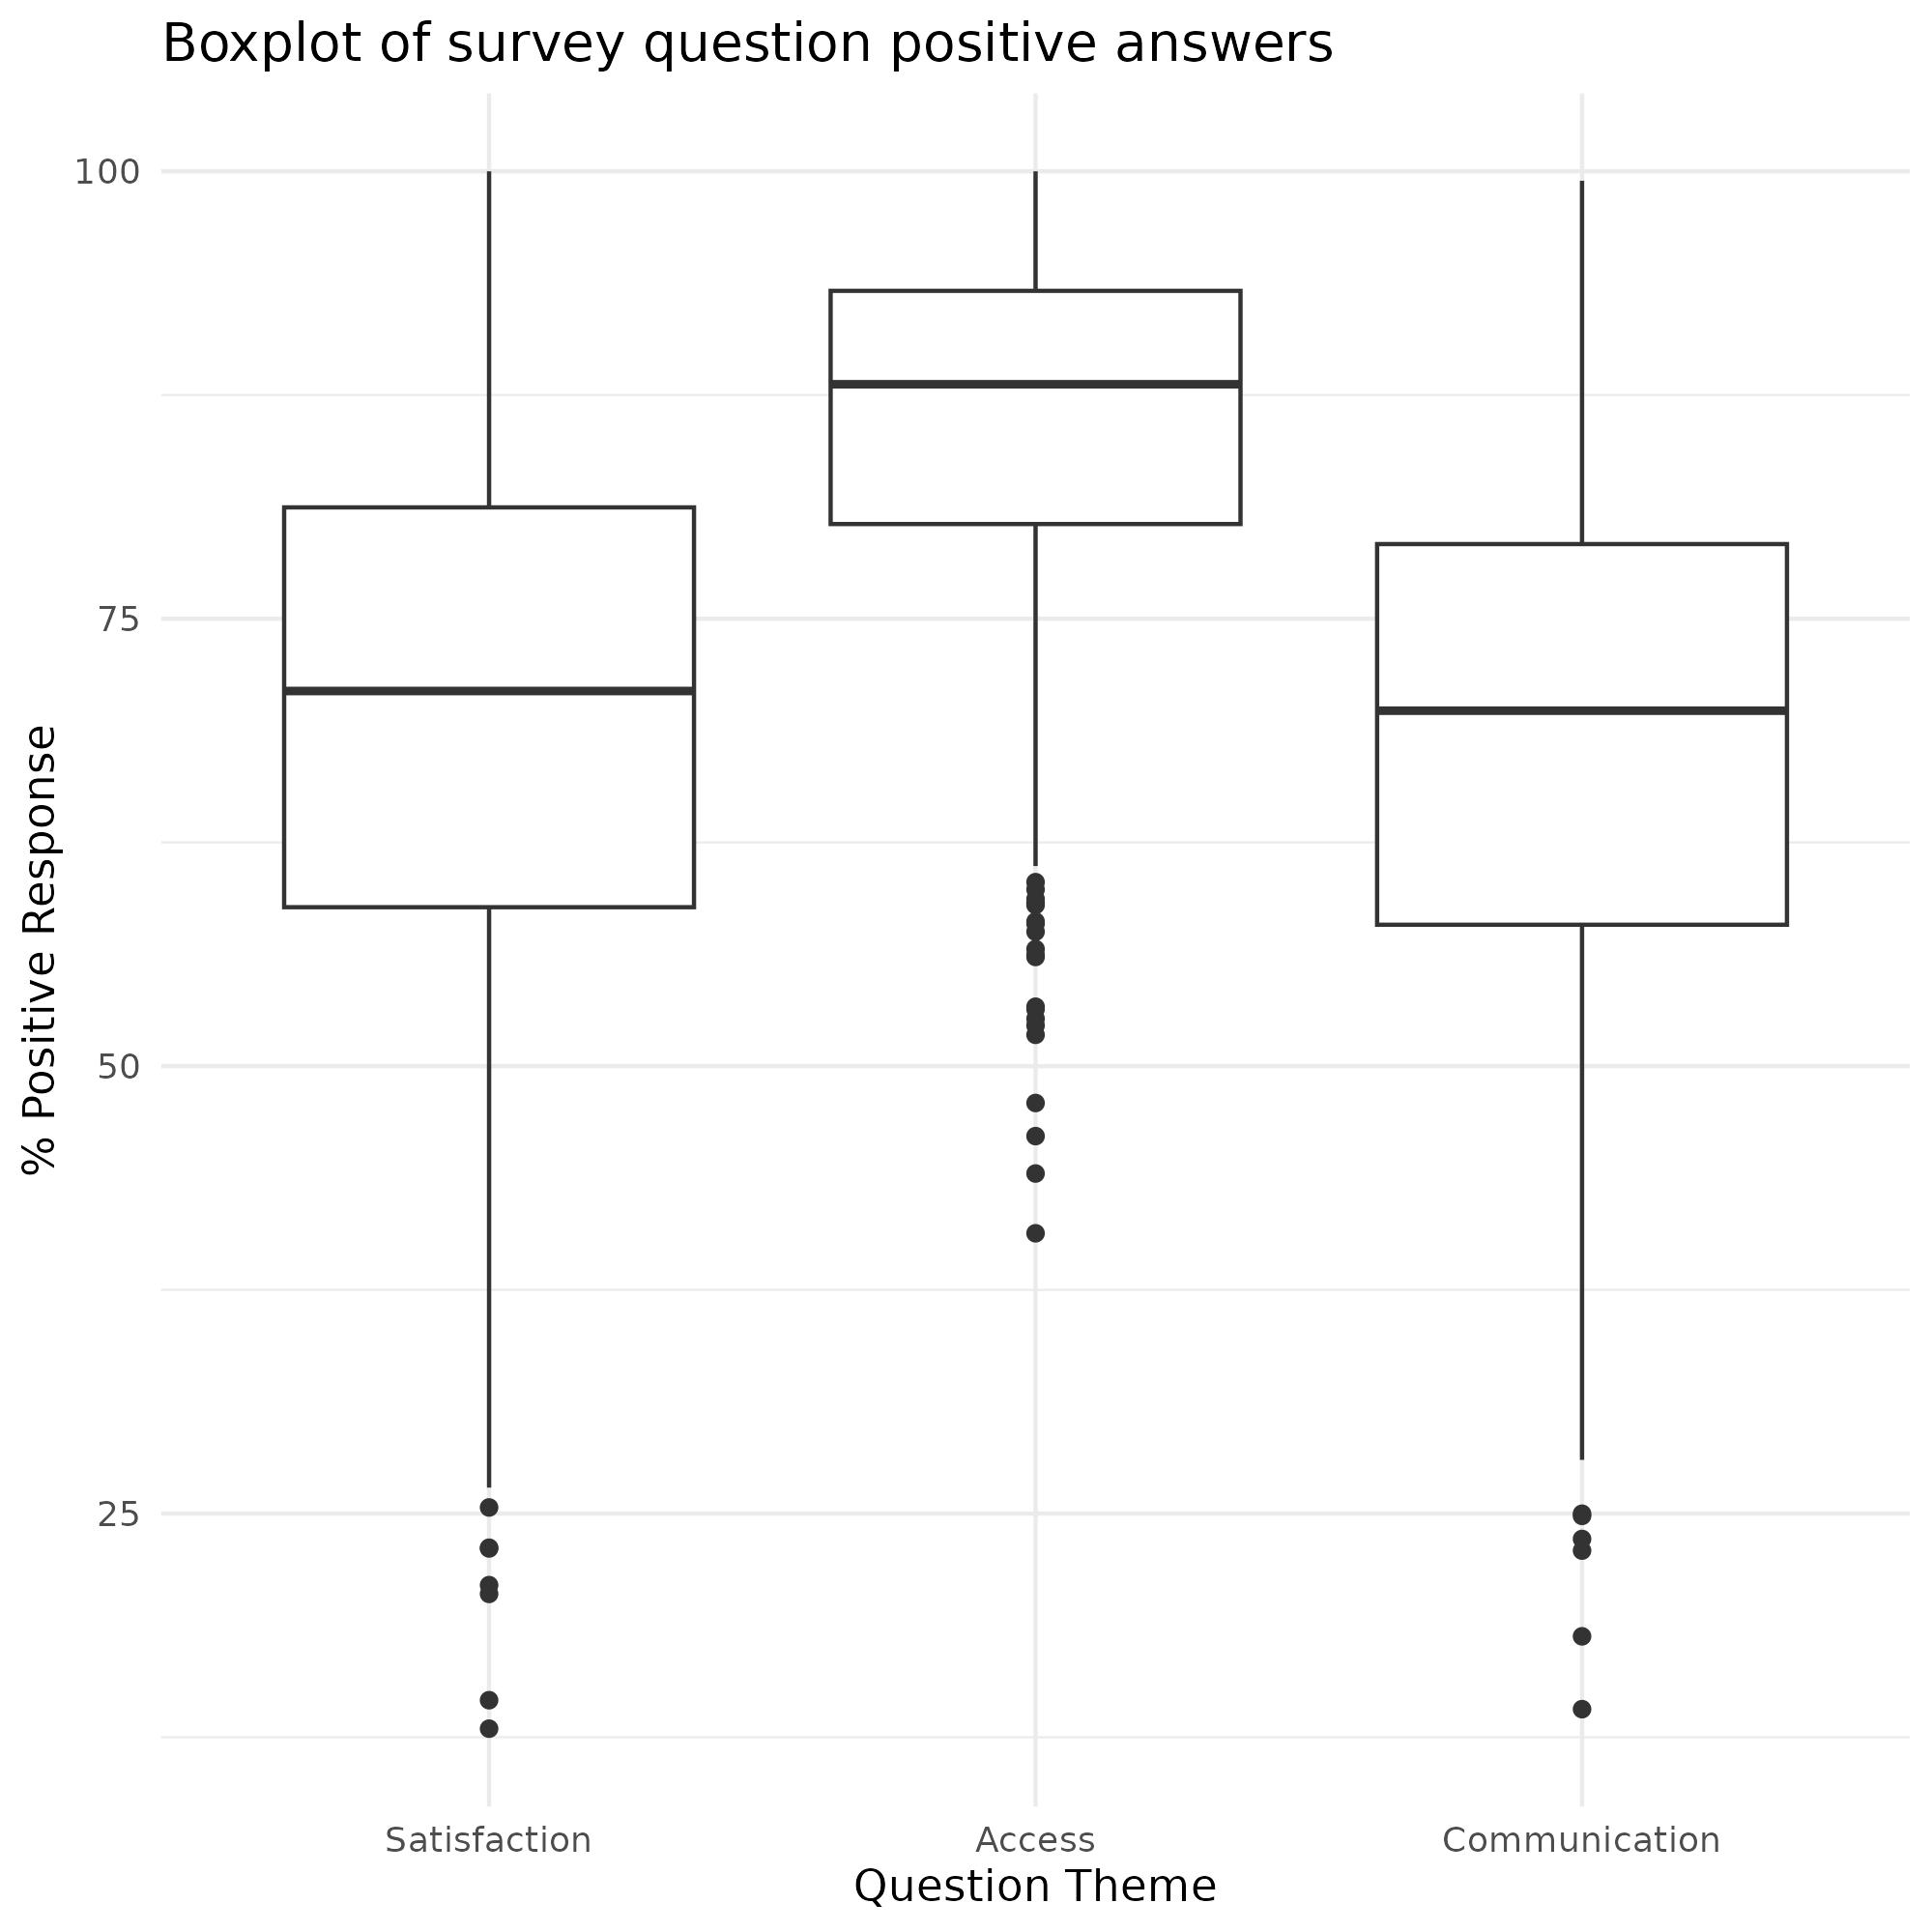 Boxplot of survey question positive answers
100
75
50
25
% Positive Response
Satisfaction
Access
Communication
Question Theme